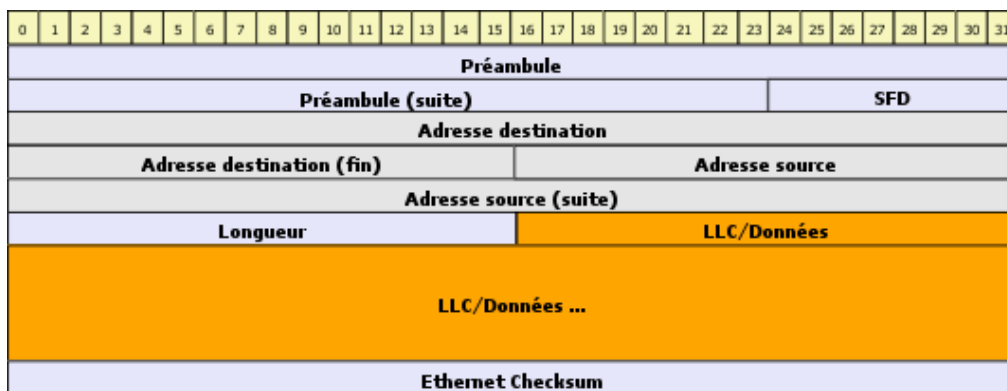 0 1 2 3 4 5 6 7 8 9 10 11 12 13 14 15 16 17 18 19 20 21 22 23 24 25 26 27 28 29 30 31
Préambule
Préambule (suite) SFD
Adresse destination
Adresse destination (fin) Adresse source
Adresse source (suite)
Longueur LLC/Données
LLC/Données ...
Ethernet Checksum